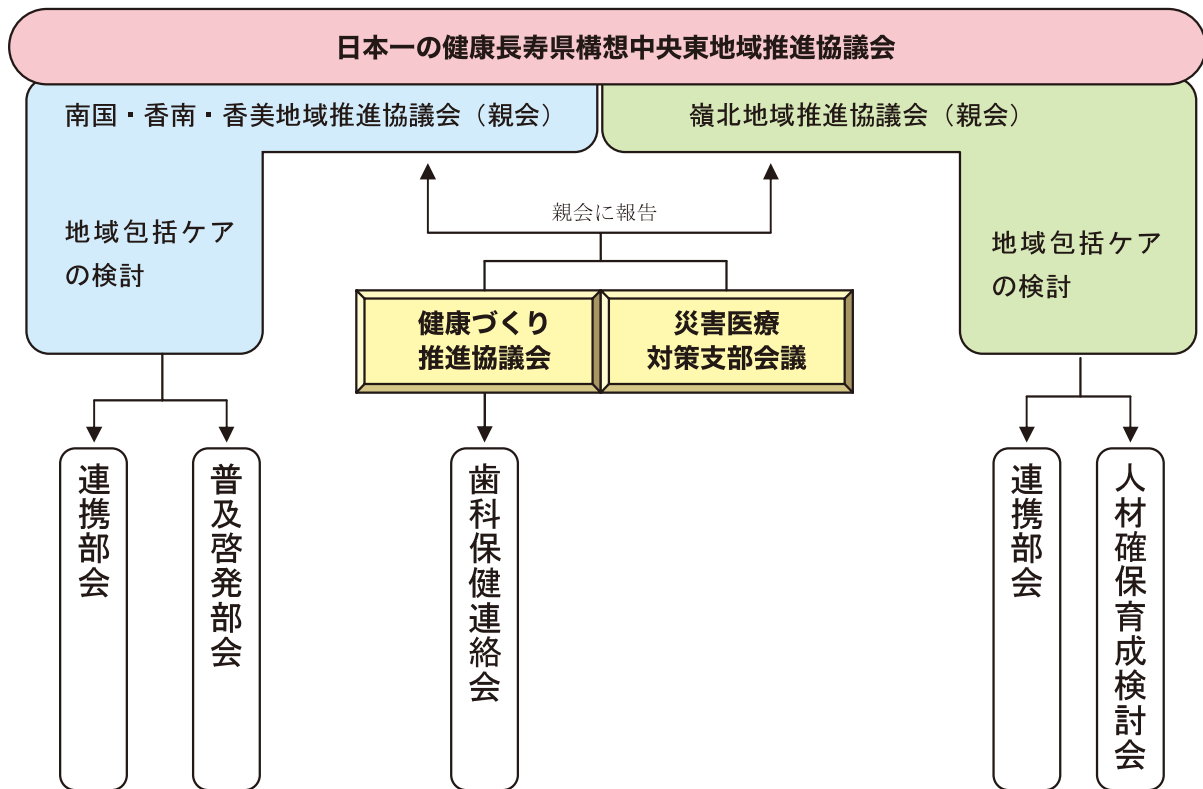 日本一の健康長寿県構想中央東地域推進協議会
南国・香南・香美地域推進協議会（親会）
嶺北地域推進協議会（親会）
親会に報告
地域包括ケア
の検討
地域包括ケア
の検討
健康づくり
推進協議会
災害医療
対策支部会議
連携部会
普及啓発部会
歯科保健連絡会
連携部会
人材確保育成検討会